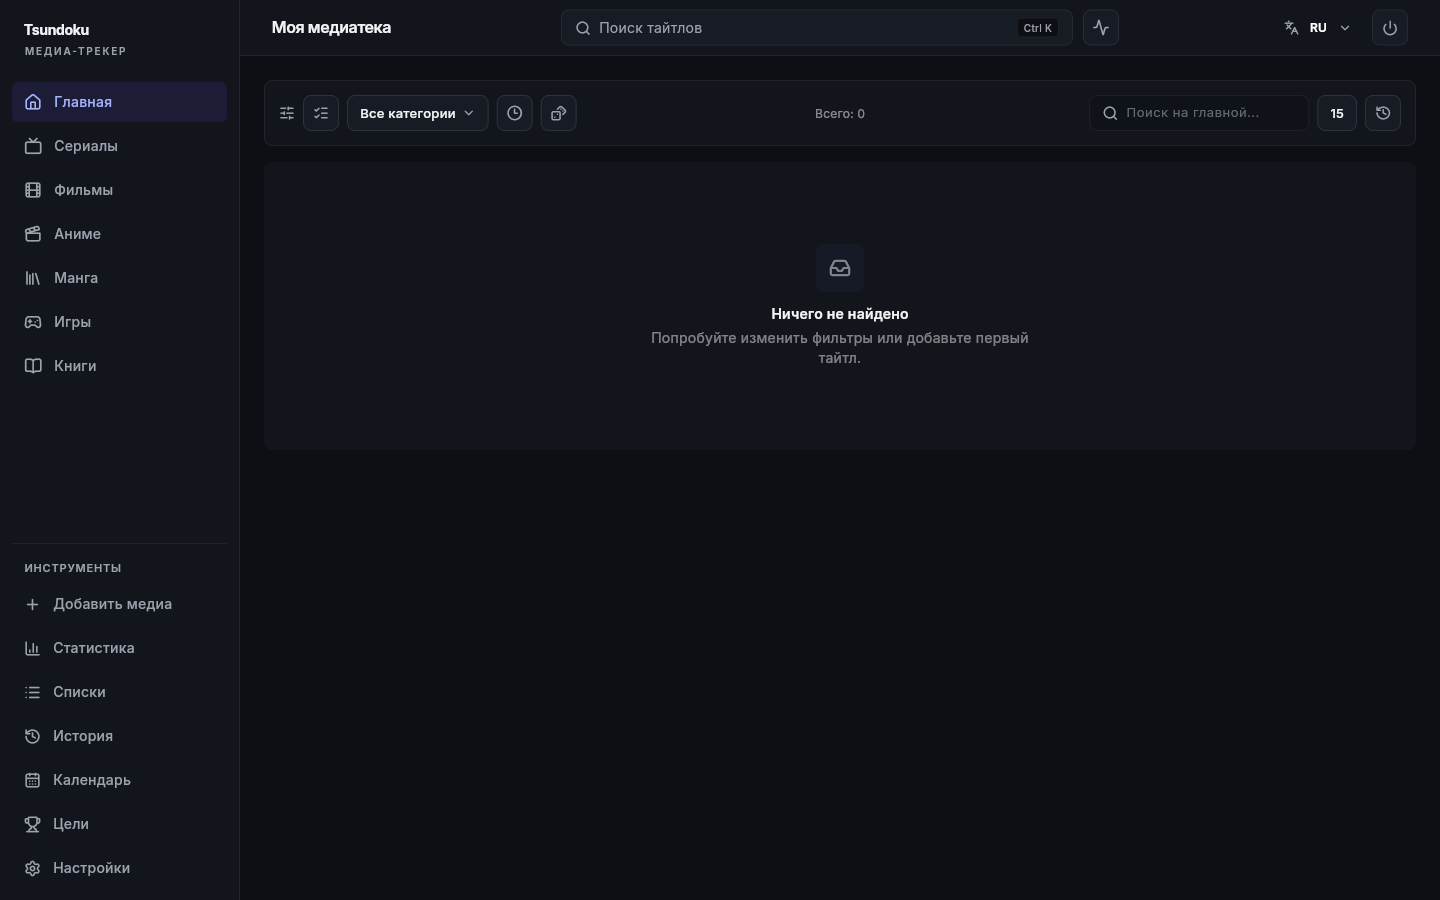 Tsundoku
МЕДИА-ТРЕКЕР
Главная
Сериалы
Фильмы
Аниме
Манга
Игры
Книги
ИНСТРУМЕНТЫ
Добавить медиа
Статистика
Списки
История
Календарь
Цели
Настройки
Моя медиатека
Поиск тайтлов
Ctrl K
RU
Все категории
Всего: 0
Поиск на главной...
15
Ничего не найдено
Попробуйте изменить фильтры или добавьте первый
тайтл.